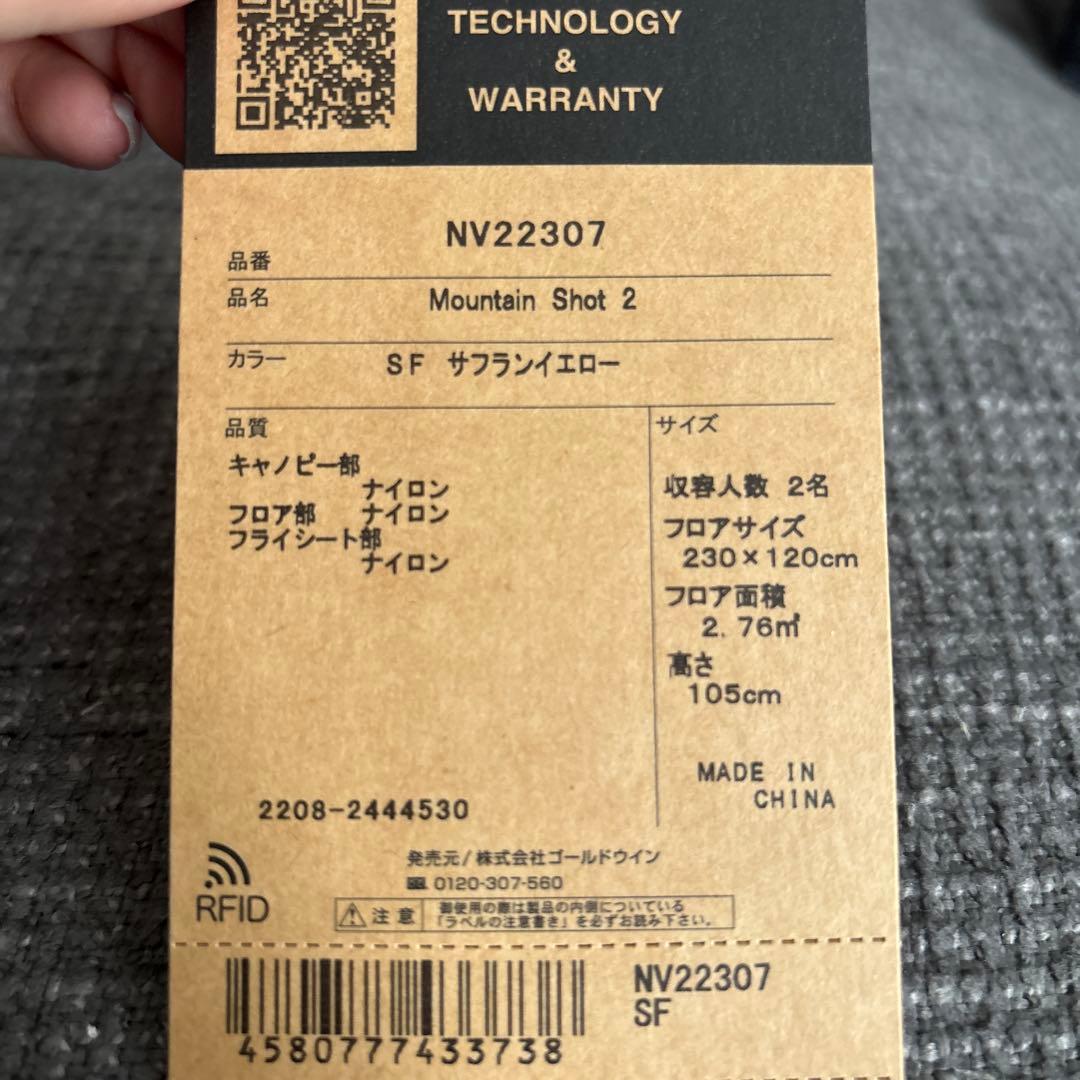 TECHNOLOGY
&
WARRANTY
品番 NV22307
品名 Mountain Shot 2
カラー SF サフランイエロー
品質
キャノピー部
ナイロン
フロア部 ナイロン
フライシート部
ナイロン
2208-2444530
サイズ
収容人数 2名
フロアサイズ
230×120cm
フロア面積
2.76㎡
高さ
105cm
MADE IN
CHINA
発売元/株式会社ゴールドウイン
0120-307-560
RFID
注意
御使用の際は製品の内側についている
「ラベルの注意書き」を必ずお読み下さい。
4580777433738
NV22307
SF